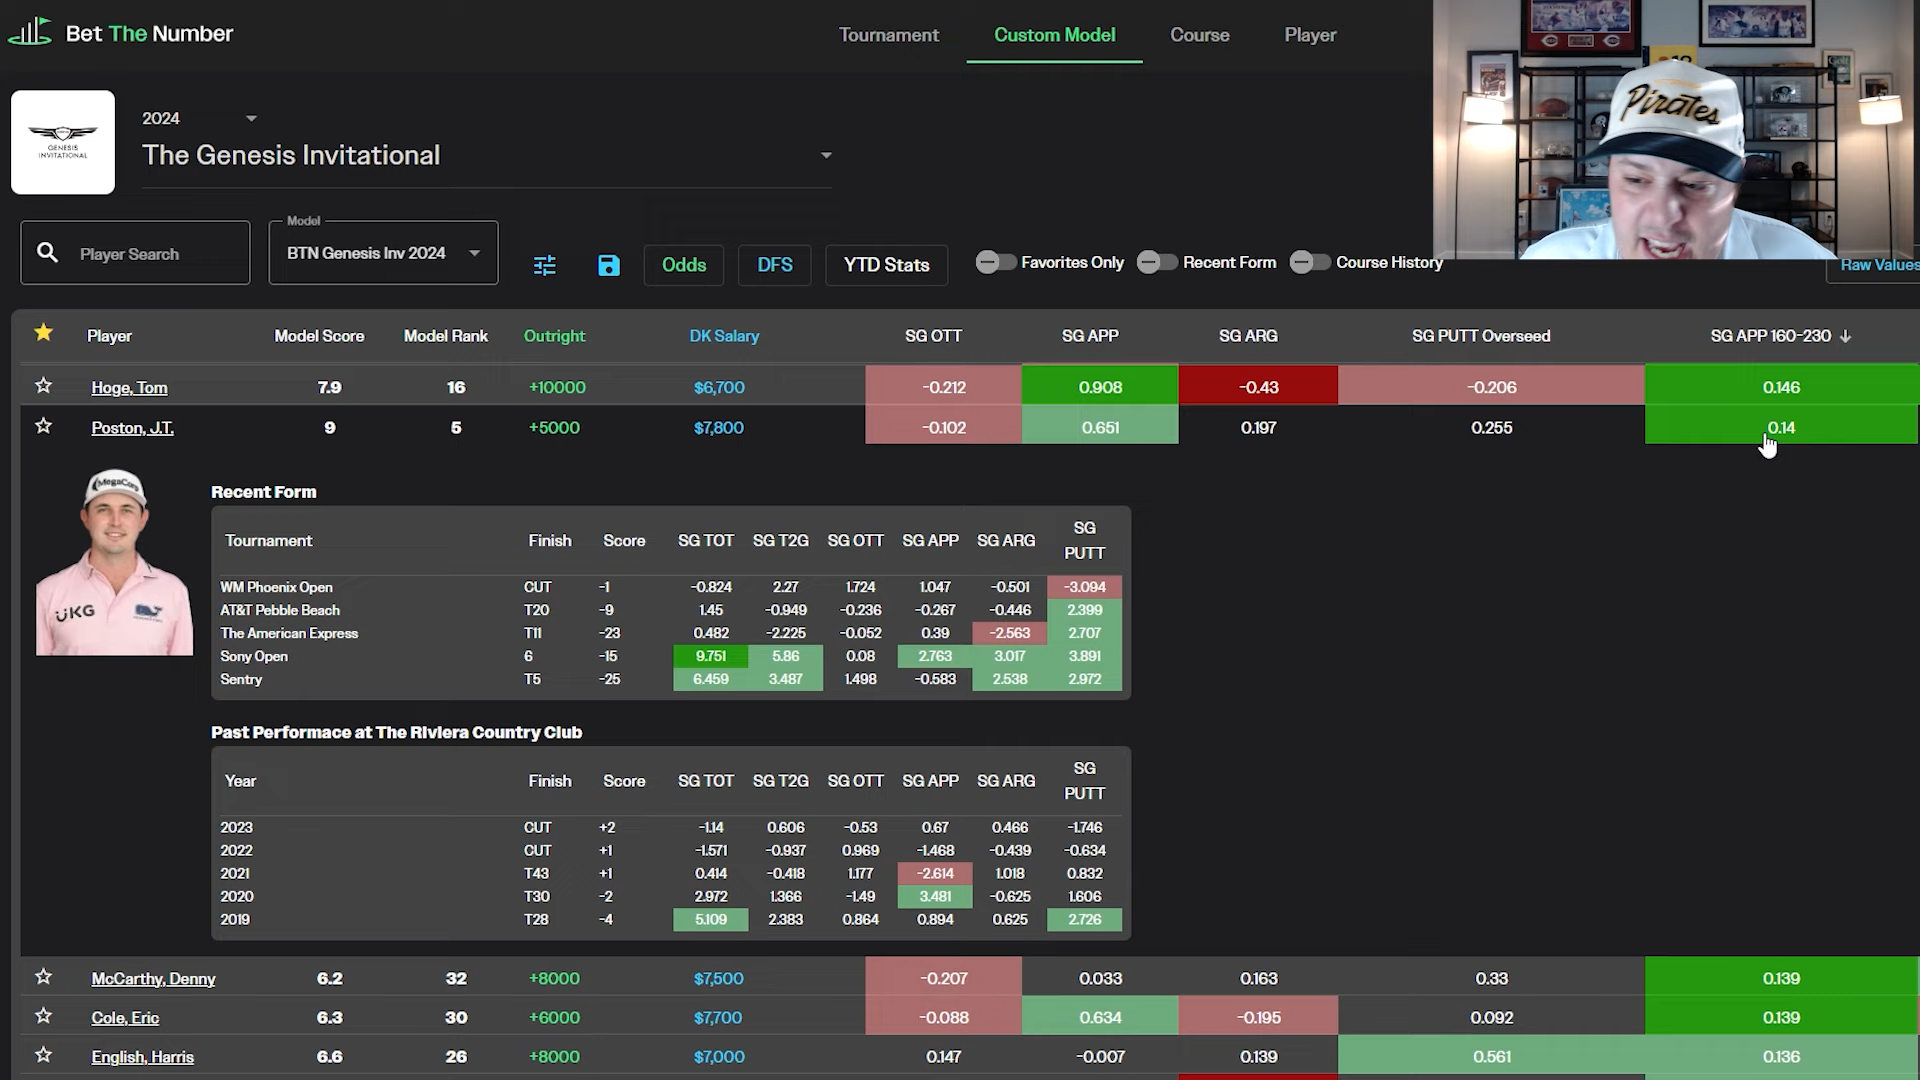 Bet The Number
Tournament Custom Model Course Player
Pirates
GENESIS
INVITATIONAL
2024
The Genesis Invitational
Player Search
Model
BTN Genesis Inv 2024
Odds DFS YTD Stats Favorites Only Recent Form Course History Raw Values
Player Model Score Model Rank Outright DK Salary SG OTT SG APP SG ARG SG PUTT Overseed SG APP 160-230
Hoge, Tom 7.9 16 +10000 $6,700 -0.212 0.908 -0.43 -0.206 0.146
Poston, J.T. 9 5 +5000 $7,800 -0.102 0.651 0.197 0.255 0.14
MegaCorp
UKG
Recent Form
Tournament Finish Score SG TOT SG T2G SG OTT SG APP SG ARG SG PUTT
WM Phoenix Open CUT -1 -0.824 2.27 1.724 1.047 -0.501 -3.094
AT&T Pebble Beach T20 -9 1.45 -0.949 -0.236 -0.267 -0.446 2.399
The American Express T11 -23 0.482 -2.225 -0.052 0.39 -2.563 2.707
Sony Open 6 -15 9.751 5.86 0.08 2.763 3.017 3.891
Sentry T5 -25 6.459 3.487 1.498 -0.583 2.538 2.972
Past Performace at The Riviera Country Club
Year Finish Score SG TOT SG T2G SG OTT SG APP SG ARG SG PUTT
2023 CUT +2 -1.14 0.606 -0.53 0.67 0.466 -1.746
2022 CUT +1 -1.571 -0.937 0.969 -1.468 -0.439 -0.634
2021 T43 +1 0.414 -0.418 1.177 -2.614 1.018 0.832
2020 T30 -2 2.972 1.366 -1.49 3.481 -0.625 1.606
2019 T28 -4 5.109 2.383 0.864 0.894 0.625 2.726
McCarthy, Denny 6.2 32 +8000 $7,500 -0.207 0.033 0.163 0.33 0.139
Cole, Eric 6.3 30 +6000 $7,700 -0.088 0.634 -0.195 0.092 0.139
English, Harris 6.6 26 +8000 $7,000 0.147 -0.007 0.139 0.561 0.136